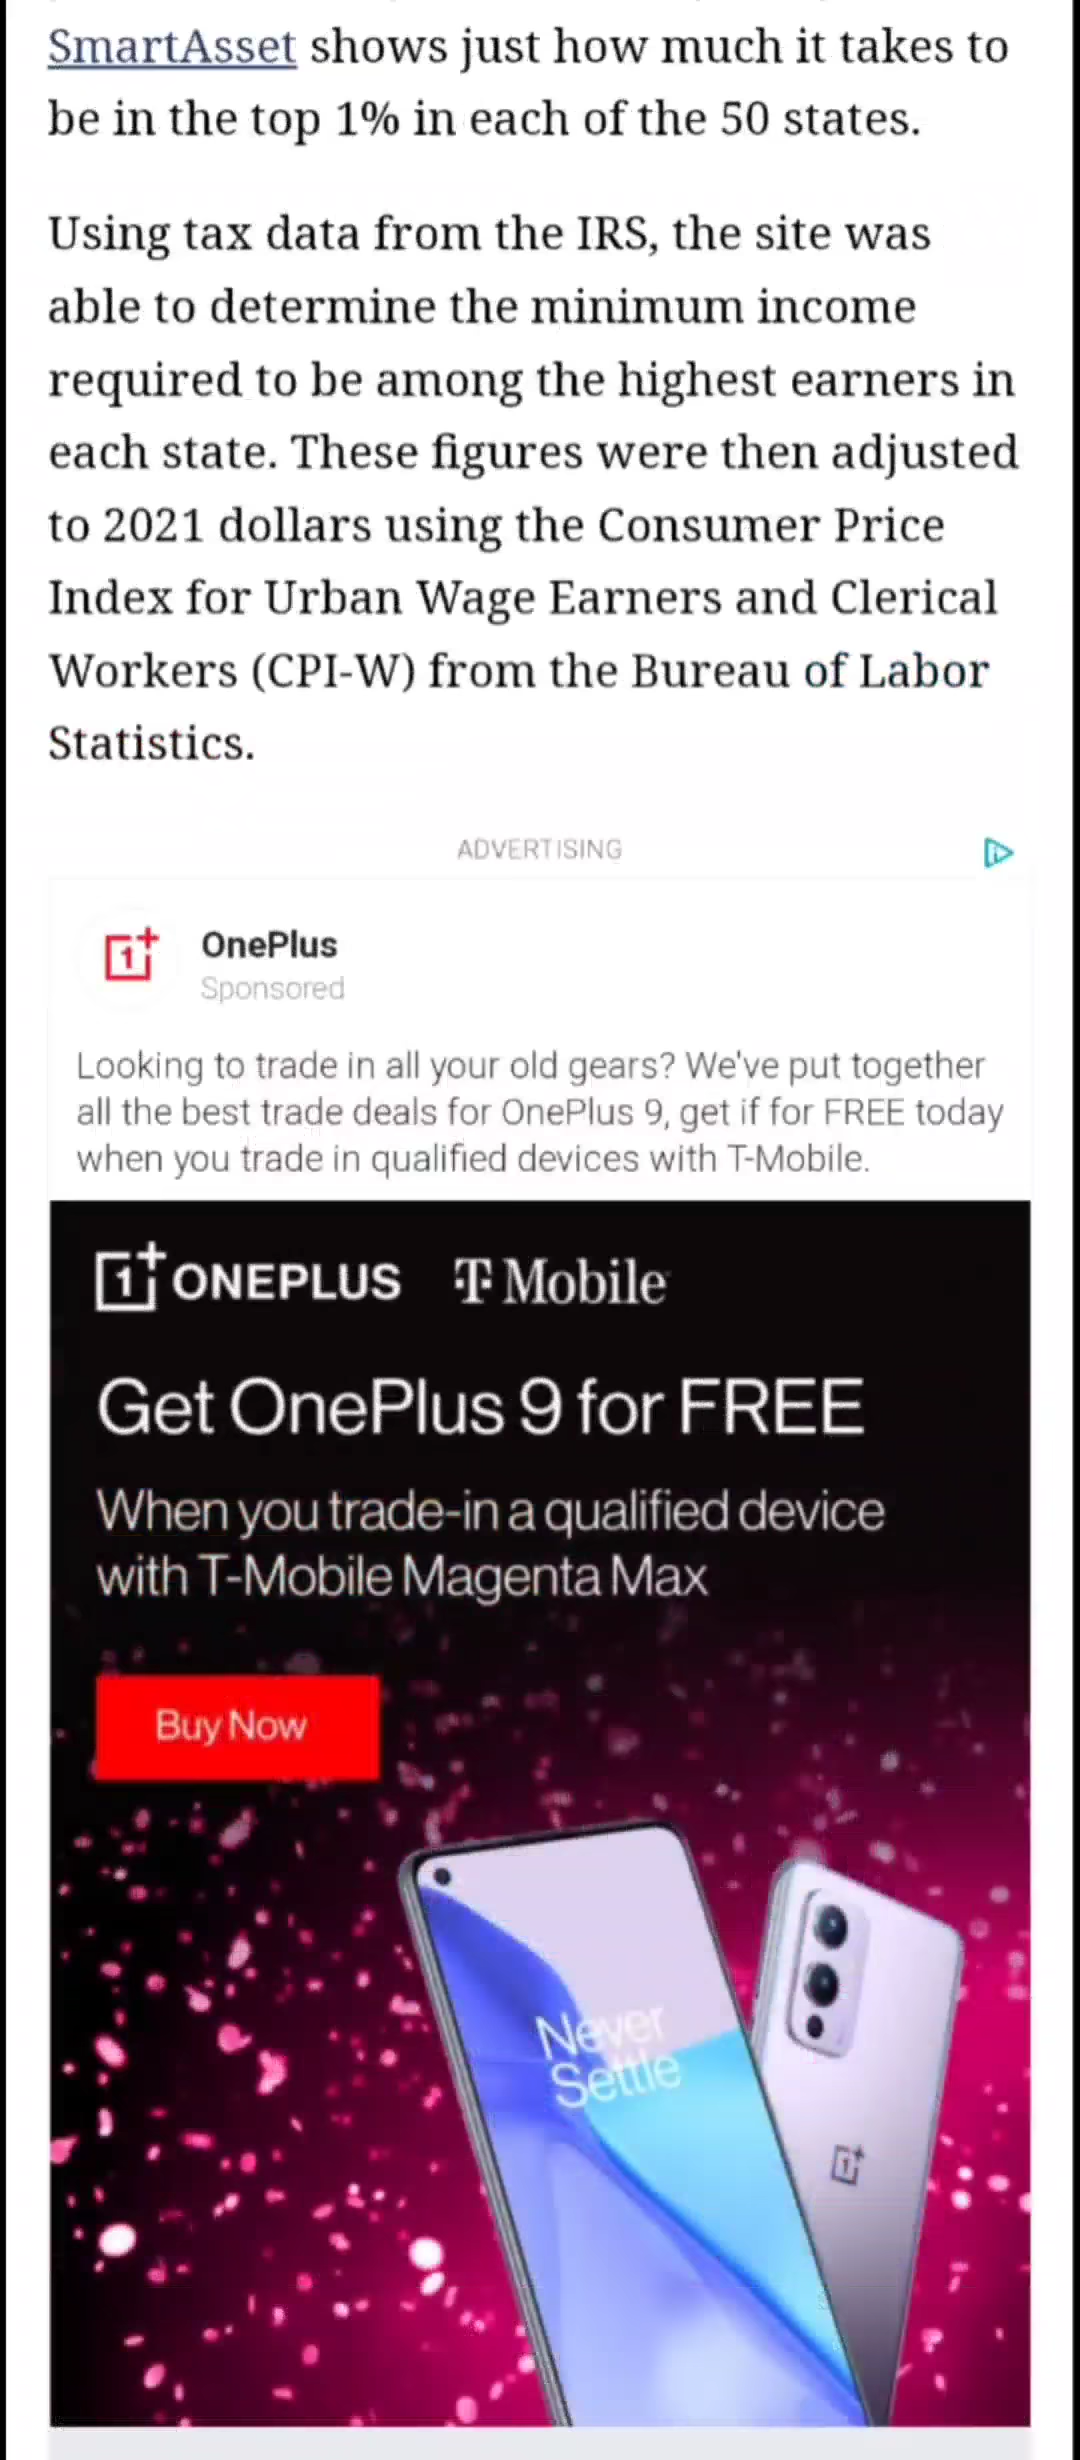 SmartAsset shows just how much it takes to
be in the top 1% in each of the 50 states.
Using tax data from the IRS, the site was
able to determine the minimum income
required to be among the highest earners in
each state. These figures were then adjusted
to 2021 dollars using the Consumer Price
Index for Urban Wage Earners and Clerical
Workers (CPI-W) from the Bureau of Labor
Statistics.
ADVERTISING
OnePlus
Sponsored
Looking to trade in all your old gears? We've put together
all the best trade deals for OnePlus 9, get if for FREE today
when you trade in qualified devices with T-Mobile.
1+ ONEPLUS T Mobile
Get OnePlus 9 for FREE
When you trade-in a qualified device
with T-Mobile Magenta Max
Buy Now
Never
Settle